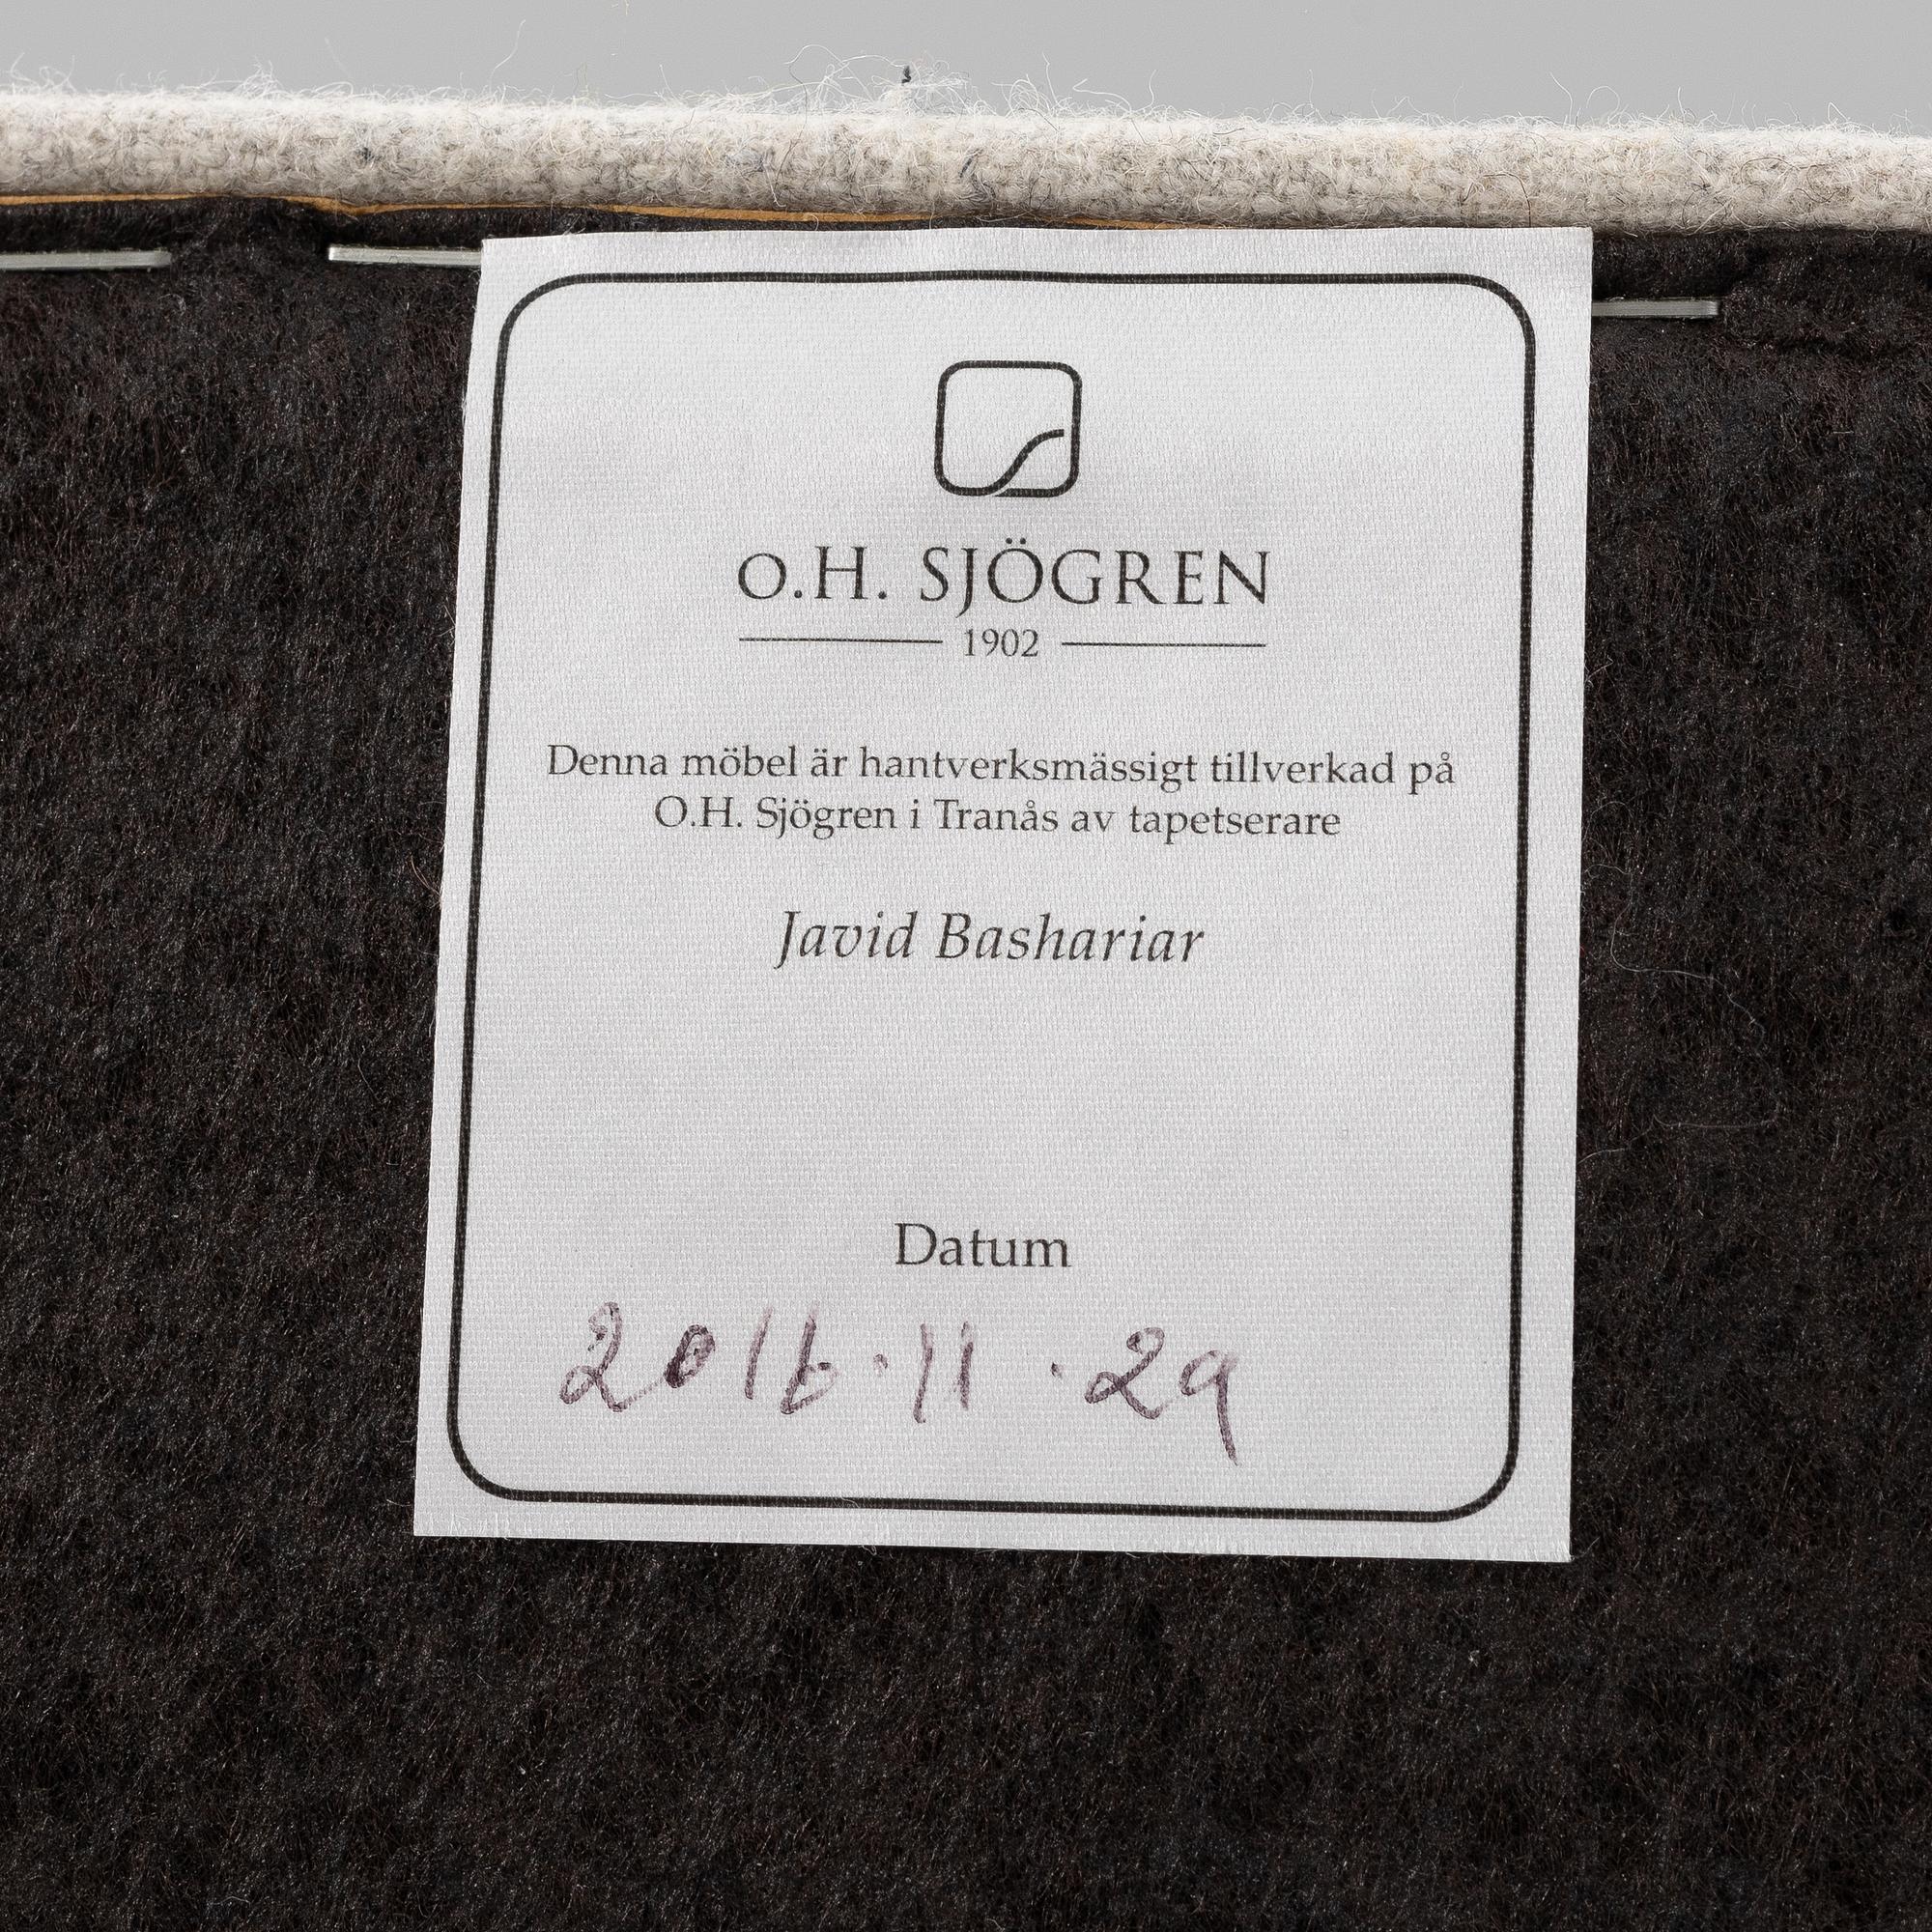 O.H. SJÖGREN
1902
Denna möbel är hantverksmässigt tillverkad på
O.H. Sjögren i Tranås av tapetserare
Javid Bashariar
Datum
2016.11.29